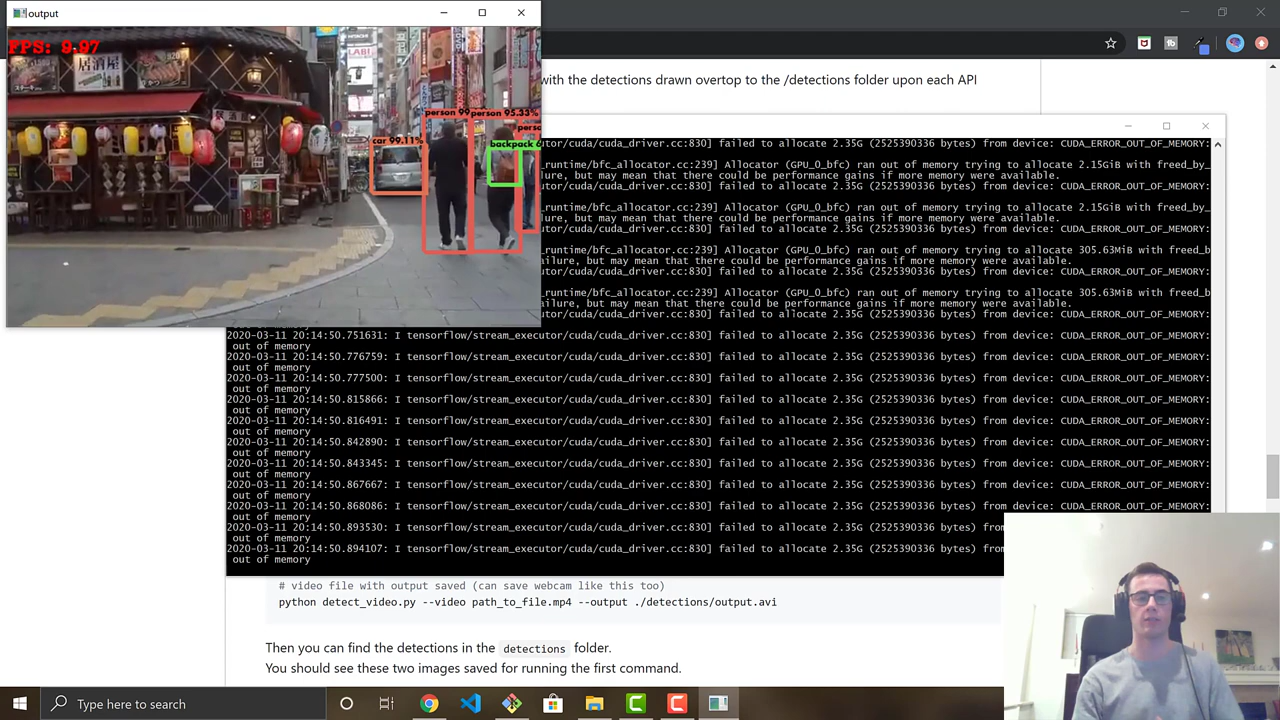 output
FPS: 9.97
居酒屋
LABI
car 99.11%
person 99
person 95.33%
perso
backpack 6
with the detections drawn overtop to the /detections folder upon each API
tor/cuda/cuda_driver.cc:830] failed to allocate 2.35G (2525390336 bytes) from device: CUDA_ERROR_OUT_OF_MEMORY:
_runtime/bfc_allocator.cc:239] Allocator (GPU_0_bfc) ran out of memory trying to allocate 2.15GiB with freed_by_
lure, but may mean that there could be performance gains if more memory were available.
tor/cuda/cuda_driver.cc:830] failed to allocate 2.35G (2525390336 bytes) from device: CUDA_ERROR_OUT_OF_MEMORY:
_runtime/bfc_allocator.cc:239] Allocator (GPU_0_bfc) ran out of memory trying to allocate 2.15GiB with freed_by_
lure, but may mean that there could be performance gains if more memory were available.
tor/cuda/cuda_driver.cc:830] failed to allocate 2.35G (2525390336 bytes) from device: CUDA_ERROR_OUT_OF_MEMORY:
_runtime/bfc_allocator.cc:239] Allocator (GPU_0_bfc) ran out of memory trying to allocate 305.63MiB with freed_b
ailure, but may mean that there could be performance gains if more memory were available.
tor/cuda/cuda_driver.cc:830] failed to allocate 2.35G (2525390336 bytes) from device: CUDA_ERROR_OUT_OF_MEMORY:
_runtime/bfc_allocator.cc:239] Allocator (GPU_0_bfc) ran out of memory trying to allocate 305.63MiB with freed_b
ailure, but may mean that there could be performance gains if more memory were available.
tor/cuda/cuda_driver.cc:830] failed to allocate 2.35G (2525390336 bytes) from device: CUDA_ERROR_OUT_OF_MEMORY:
out of memory
2020-03-11 20:14:50.751631: I tensorflow/stream_executor/cuda/cuda_driver.cc:830] failed to allocate 2.35G (2525390336 bytes) from device: CUDA_ERROR_OUT_OF_MEMORY:
out of memory
2020-03-11 20:14:50.776759: I tensorflow/stream_executor/cuda/cuda_driver.cc:830] failed to allocate 2.35G (2525390336 bytes) from device: CUDA_ERROR_OUT_OF_MEMORY:
out of memory
2020-03-11 20:14:50.777500: I tensorflow/stream_executor/cuda/cuda_driver.cc:830] failed to allocate 2.35G (2525390336 bytes) from device: CUDA_ERROR_OUT_OF_MEMORY:
out of memory
2020-03-11 20:14:50.815866: I tensorflow/stream_executor/cuda/cuda_driver.cc:830] failed to allocate 2.35G (2525390336 bytes) from device: CUDA_ERROR_OUT_OF_MEMORY:
out of memory
2020-03-11 20:14:50.816491: I tensorflow/stream_executor/cuda/cuda_driver.cc:830] failed to allocate 2.35G (2525390336 bytes) from device: CUDA_ERROR_OUT_OF_MEMORY:
out of memory
2020-03-11 20:14:50.842890: I tensorflow/stream_executor/cuda/cuda_driver.cc:830] failed to allocate 2.35G (2525390336 bytes) from device: CUDA_ERROR_OUT_OF_MEMORY:
out of memory
2020-03-11 20:14:50.843345: I tensorflow/stream_executor/cuda/cuda_driver.cc:830] failed to allocate 2.35G (2525390336 bytes) from device: CUDA_ERROR_OUT_OF_MEMORY:
out of memory
2020-03-11 20:14:50.867667: I tensorflow/stream_executor/cuda/cuda_driver.cc:830] failed to allocate 2.35G (2525390336 bytes) from device: CUDA_ERROR_OUT_OF_MEMORY:
out of memory
2020-03-11 20:14:50.868086: I tensorflow/stream_executor/cuda/cuda_driver.cc:830] failed to allocate 2.35G (2525390336 bytes) from
out of memory
2020-03-11 20:14:50.893530: I tensorflow/stream_executor/cuda/cuda_driver.cc:830] failed to allocate 2.35G (2525390336 bytes) from
out of memory
2020-03-11 20:14:50.894107: I tensorflow/stream_executor/cuda/cuda_driver.cc:830] failed to allocate 2.35G (2525390336 bytes) from
out of memory
# video file with output saved (can save webcam like this too)
python detect_video.py --video path_to_file.mp4 --output ./detections/output.avi
Then you can find the detections in the detections folder.
You should see these two images saved for running the first command.
Type here to search